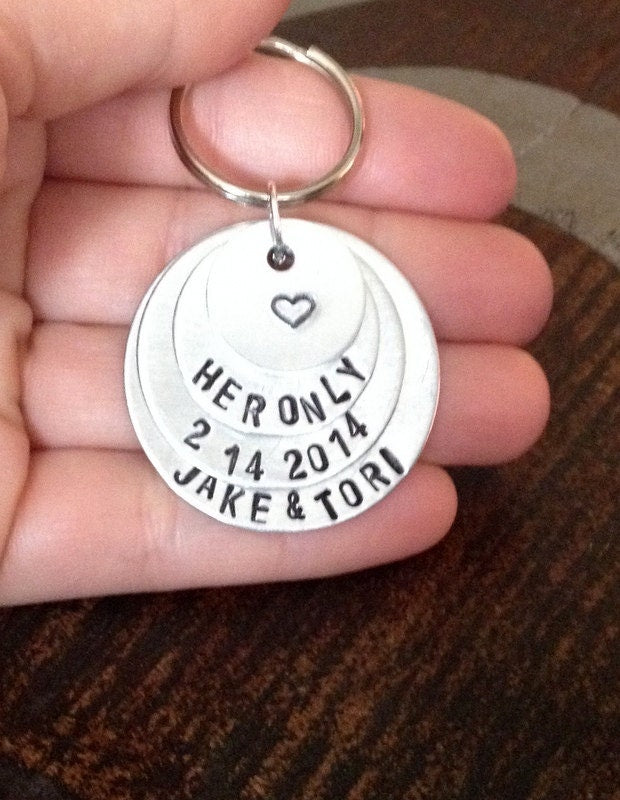 HER ONLY
2 14 2014
JAKE & TORI